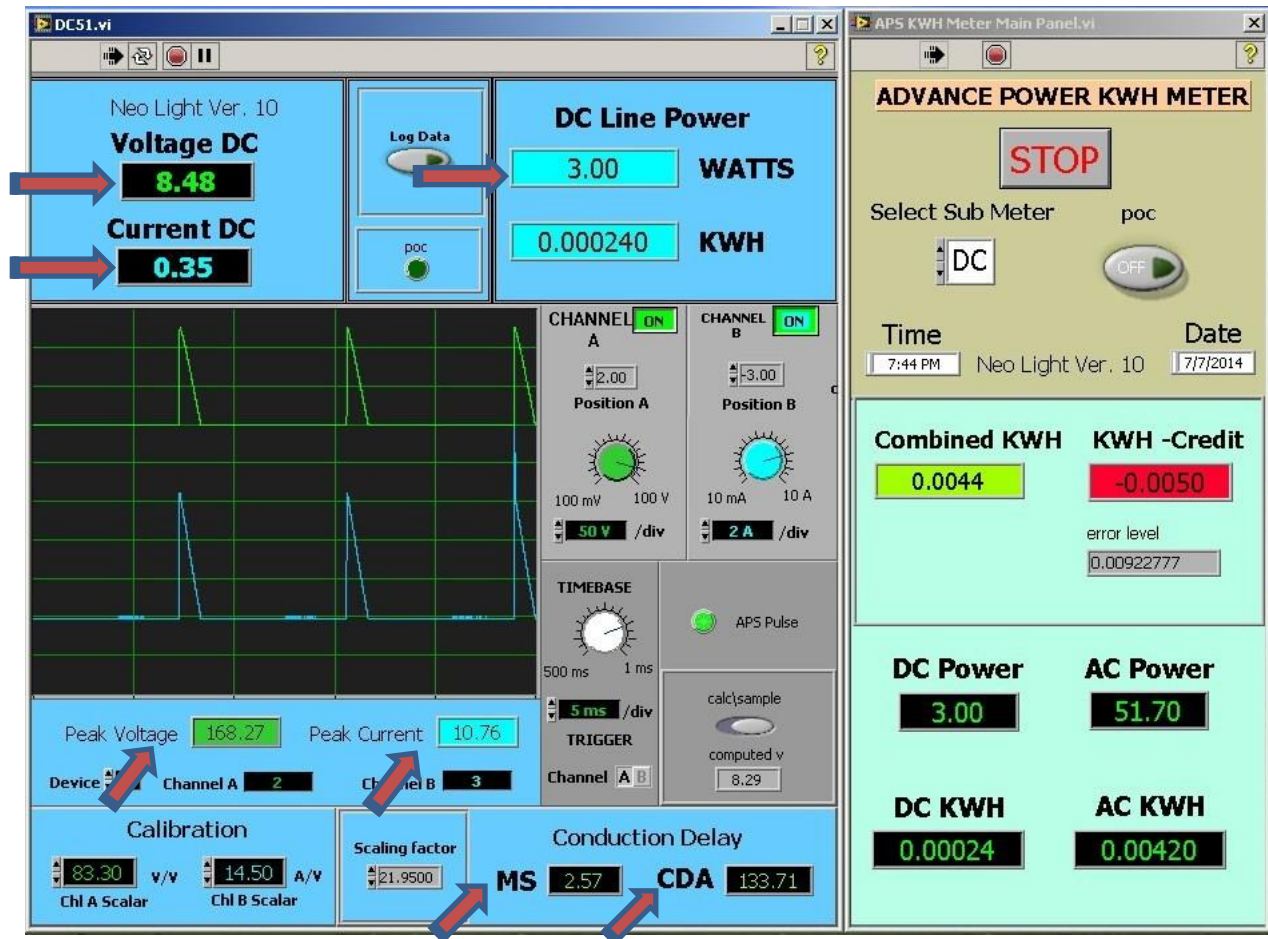 DC51.vi
Neo Light Ver. 10
Voltage DC
8.48
Current DC
0.35
Log Data
poc
DC Line Power
3.00 WATTS
0.000240 KWH
CHANNEL A ON
2.00
Position A
100 mV 100 V
50 V /div
CHANNEL B ON
-3.00
Position B
10 mA 10 A
2 A /div
TIMEBASE
500 ms 1 ms
5 ms /div
TRIGGER
Channel A B
APS Pulse
calc\sample
computed v
8.29
Peak Voltage 168.27 Peak Current 10.76
Device Channel A 2 Channel B 3
Calibration
83.30 V/V 14.50 A/V
Chl A Scalar Chl B Scalar
Scaling factor
21.9500
Conduction Delay
MS 2.57 CDA 133.71
APS KWH Meter Main Panel.vi
ADVANCE POWER KWH METER
STOP
Select Sub Meter poc
DC OFF
Time Date
7:44 PM Neo Light Ver. 10 7/7/2014
Combined KWH KWH -Credit
0.0044 -0.0050
error level
0.00922777
DC Power AC Power
3.00 51.70
DC KWH AC KWH
0.00024 0.00420